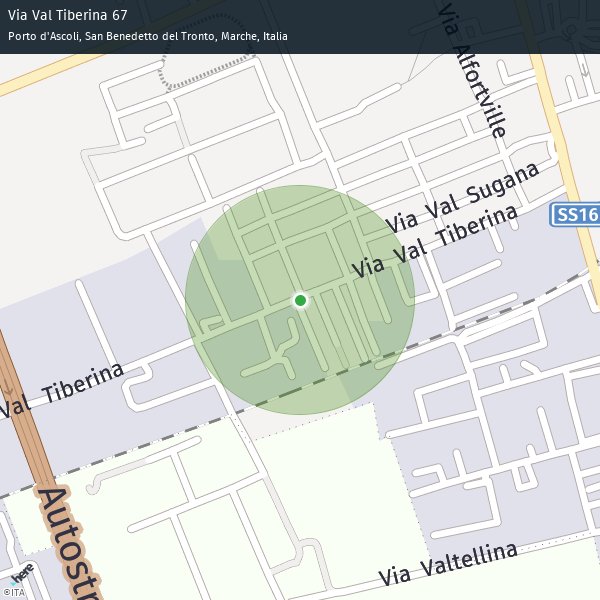 Via Val Tiberina 67
Porto d'Ascoli, San Benedetto del Tronto, Marche, Italia
Via Alfortville
Via Val Sugana
Via Val Tiberina
SS16
Val Tiberina
Autostr
Via Valtellina
here
©ITA